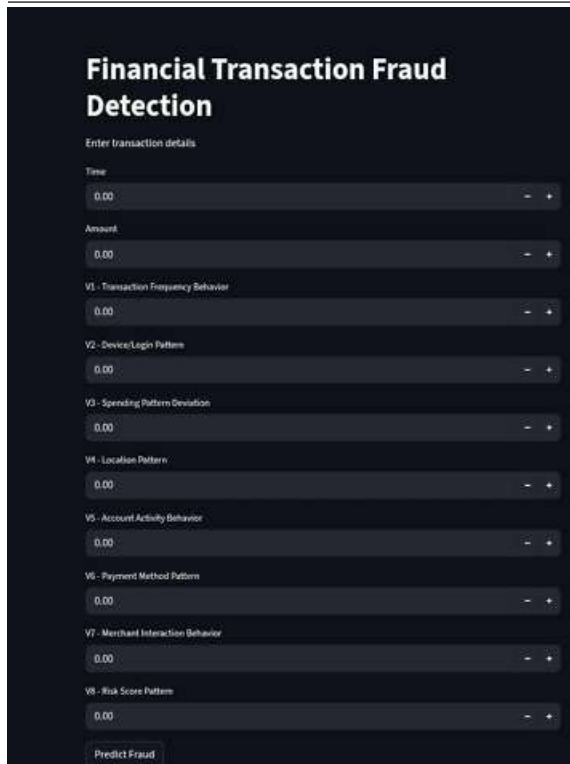 Financial Transaction Fraud
Detection
Enter transaction details
Time
0.00 - +
Amount
0.00 - +
V1 - Transaction Frequency Behavior
0.00 - +
V2 - Device/Login Pattern
0.00 - +
V3 - Spending Pattern Deviation
0.00 - +
V4 - Location Pattern
0.00 - +
V5 - Account Activity Behavior
0.00 - +
V6 - Payment Method Pattern
0.00 - +
V7 - Merchant Interaction Behavior
0.00 - +
V8 - Risk Score Pattern
0.00 - +
Predict Fraud